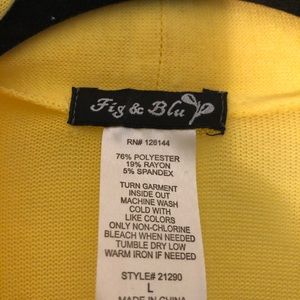 Fig & Blu
RN# 126144
76% POLYESTER
19% RAYON
5% SPANDEX
TURN GARMENT
INSIDE OUT
MACHINE WASH
COLD WITH
LIKE COLORS
ONLY NON-CHLORINE
BLEACH WHEN NEEDED
TUMBLE DRY LOW
WARM IRON IF NEEDED
STYLE# 21290
L
MADE IN CHINA